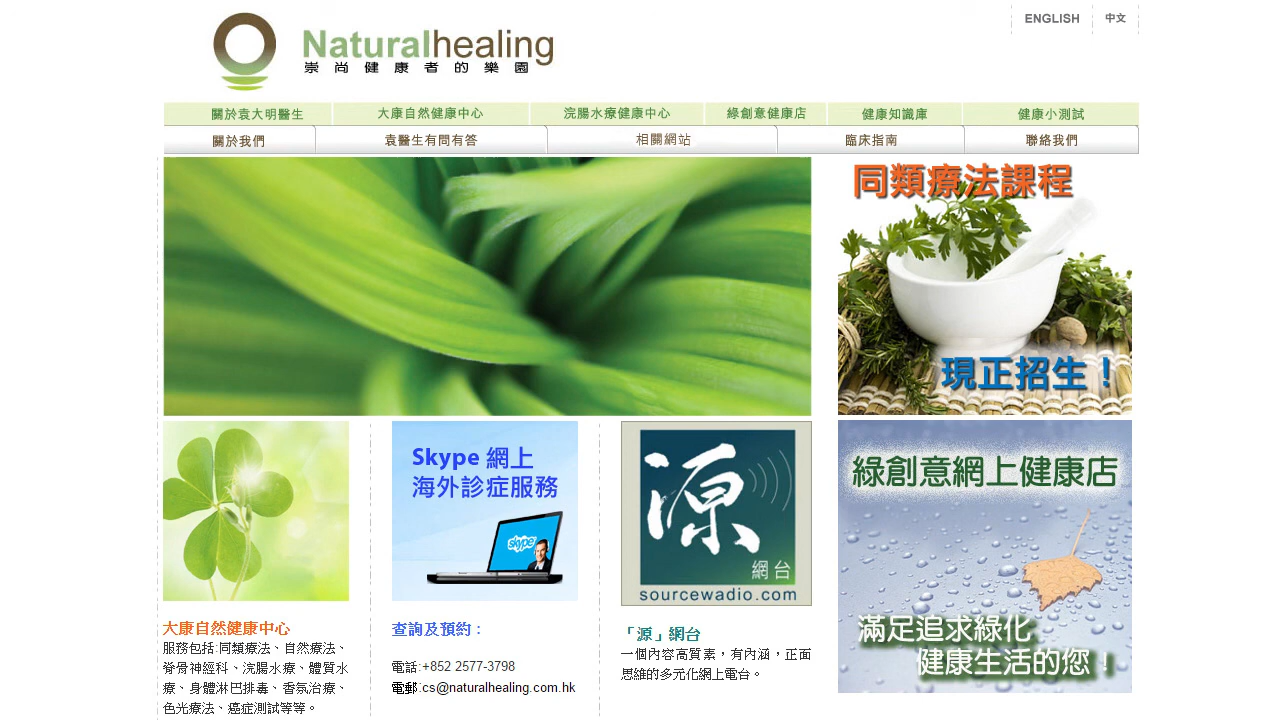 ENGLISH
中文
Naturalhealing
崇尚健康者的樂園
關於袁大明醫生
大康自然健康中心
浣腸水療健康中心
綠創意健康店
健康知識庫
健康小測試
關於我們
袁醫生有問有答
相關網站
臨床指南
聯絡我們
同類療法課程
現正招生！
Skype 網上
海外診症服務
skype
源
網台
sourcewadio.com
綠創意網上健康店
滿足追求綠化
健康生活的您！
大康自然健康中心
服務包括:同類療法、自然療法、
脊骨神經科、浣腸水療、體質水
療、身體淋巴排毒、香氛治療、
色光療法、癌症測試等等。
查詢及預約：
電話:+852 2577-3798
電郵:cs@naturalhealing.com.hk
「源」網台
一個內容高質素，有內涵，正面
思維的多元化網上電台。